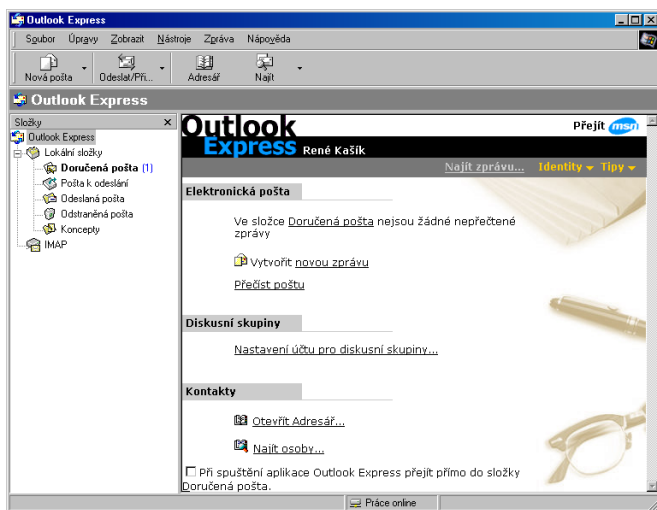 Outlook Express
Soubor Úpravy Zobrazit Nástroje Zpráva Nápověda
Nová pošta Odeslat/Při... Adresář Najít
Outlook Express
Složky
Outlook Express
Lokální složky
Doručená pošta (1)
Pošta k odeslání
Odeslaná pošta
Odstraněná pošta
Koncepty
IMAP
Outlook
Express René Kašík
Přejít msn
Najít zprávu... Identity Tipy
Elektronická pošta
Ve složce Doručená pošta nejsou žádné nepřečtené
zprávy
Vytvořit novou zprávu
Přečíst poštu
Diskusní skupiny
Nastavení účtu pro diskusní skupiny...
Kontakty
Otevřít Adresář...
Najít osoby...
Při spuštění aplikace Outlook Express přejít přímo do složky
Doručená pošta.
Práce online